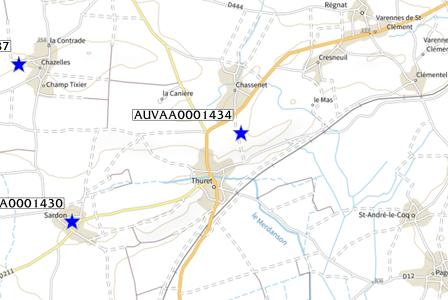 D444
Régnat
Varennes de St
Clément
la Contrade
37
Chazelles
Cresneuil
Champ Tixier
Chassenet
Clémentel
la Canière
le Mas
AUVAA0001434
Thuret
A0001430
Sardon
le Merdanson
St-André-le-Coq
D211
D12
Pag